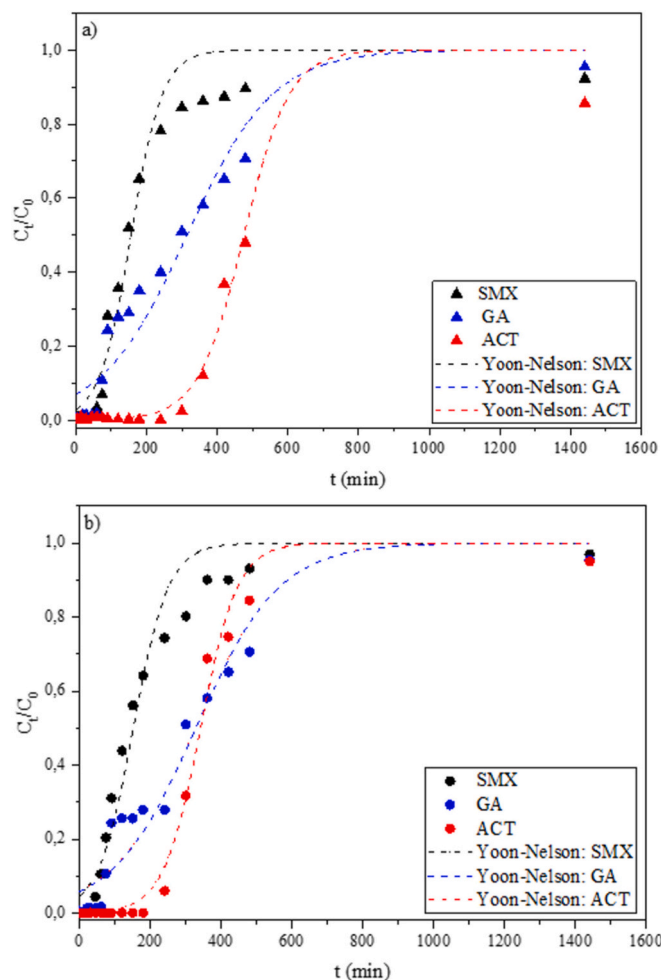 a)
1,0
0,8
0,6
0,4
0,2
0,0
Ct/C0
SMX
GA
ACT
Yoon-Nelson: SMX
Yoon-Nelson: GA
Yoon-Nelson: ACT
0 200 400 600 800 1000 1200 1400 1600
t (min)
b)
1,0
0,8
0,6
0,4
0,2
0,0
Ct/C0
SMX
GA
ACT
Yoon-Nelson: SMX
Yoon-Nelson: GA
Yoon-Nelson: ACT
0 200 400 600 800 1000 1200 1400 1600
t (min)